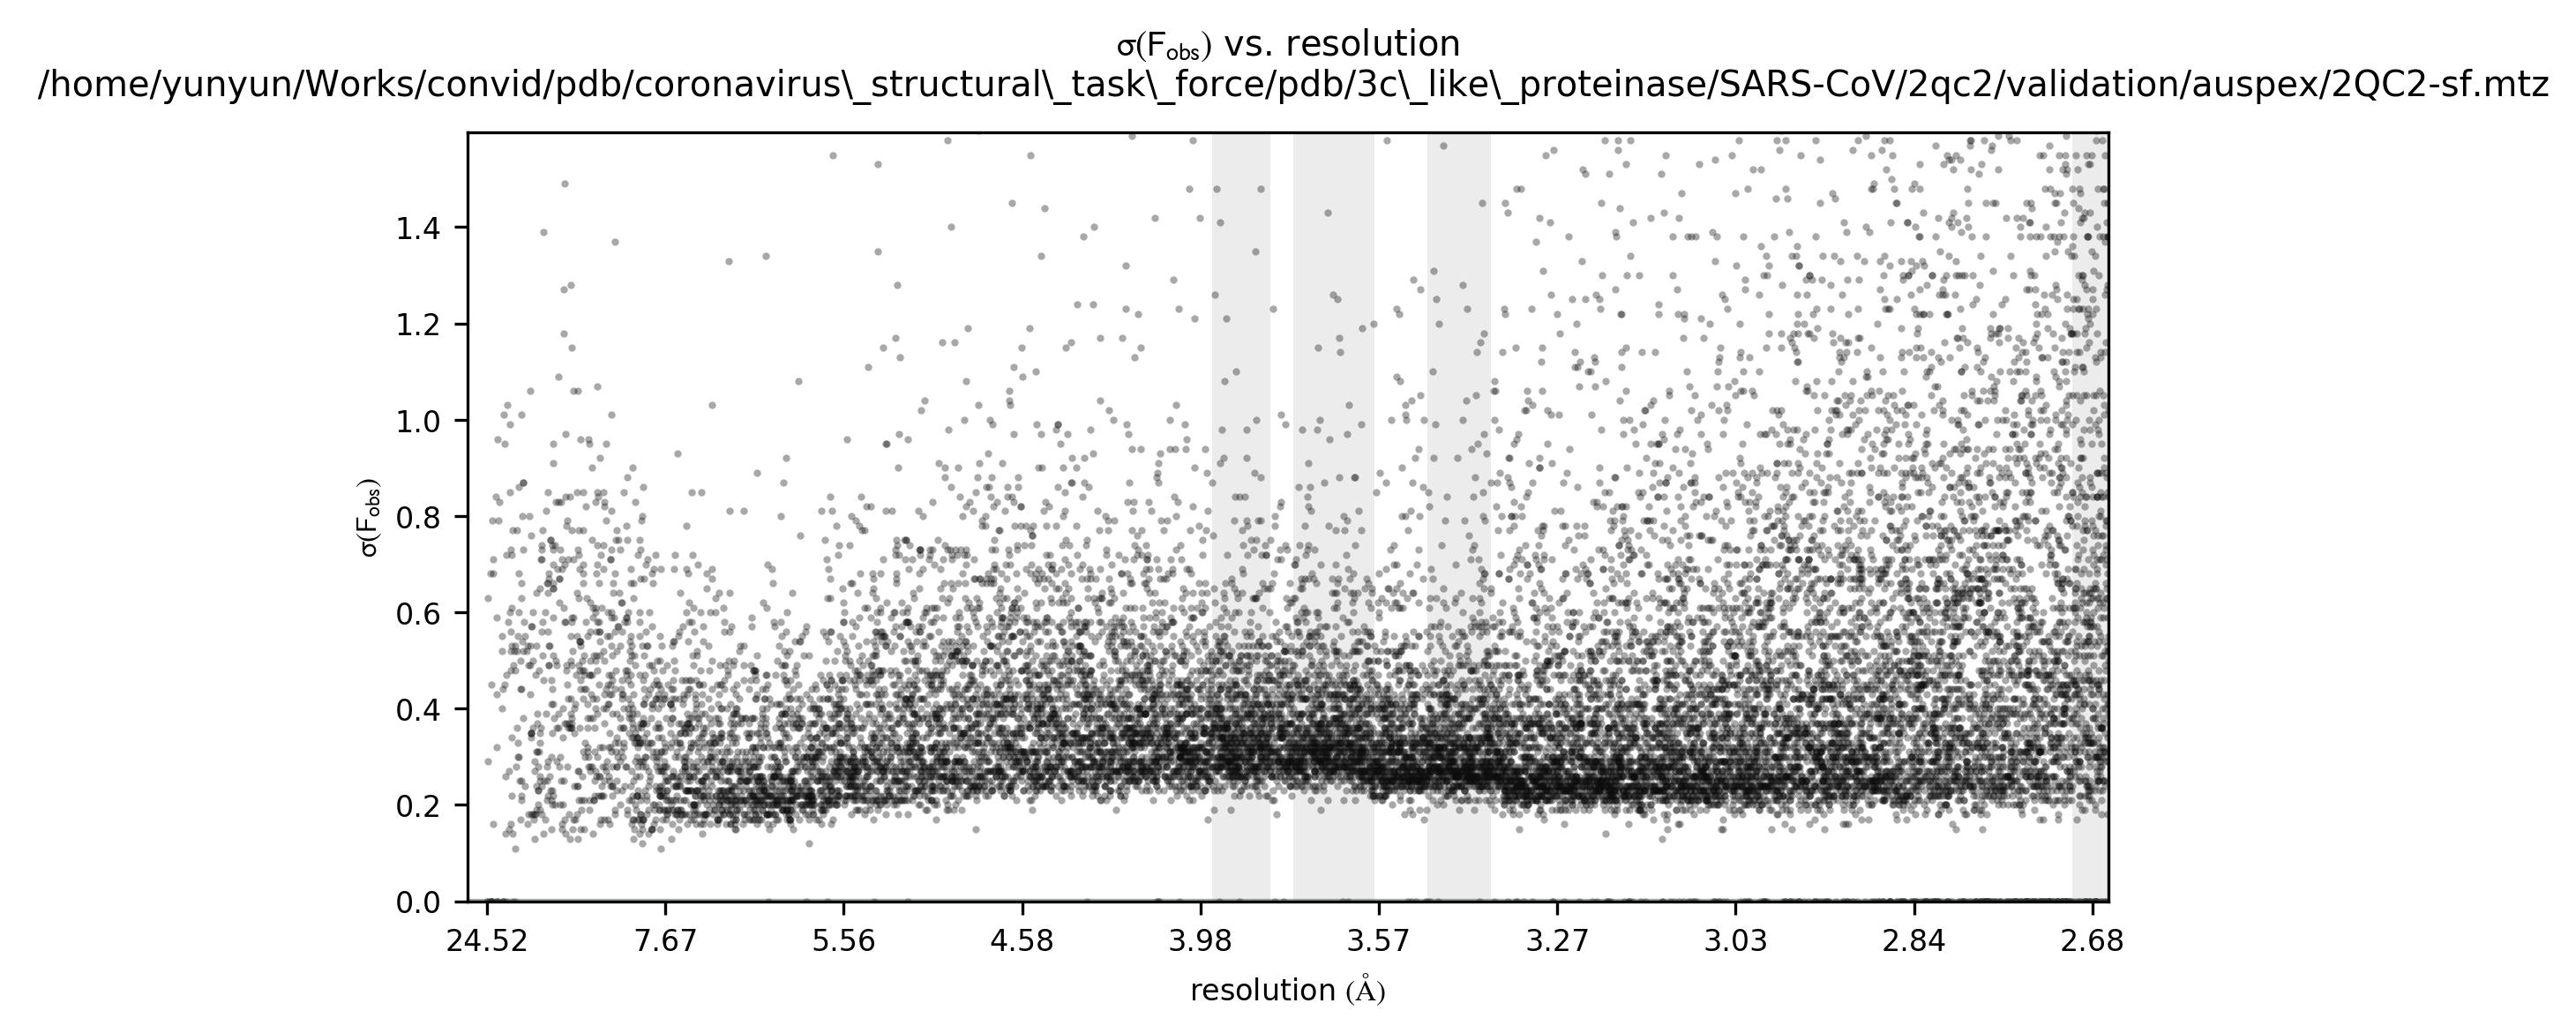 σ(Fobs) vs. resolution
/home/yunyun/Works/convid/pdb/coronavirus\_structural\_task\_force/pdb/3c\_like\_proteinase/SARS-CoV/2qc2/validation/auspex/2QC2-sf.mtz
σ(Fobs)
1.4
1.2
1.0
0.8
0.6
0.4
0.2
0.0
24.52 7.67 5.56 4.58 3.98 3.57 3.27 3.03 2.84 2.68
resolution (Å)